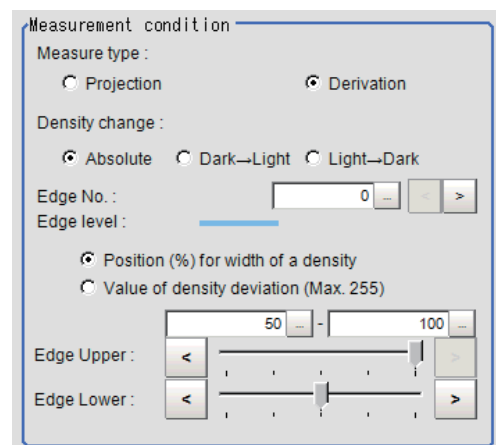 Measurement condition
Measure type :
Projection Derivation
Density change :
Absolute Dark→Light Light→Dark
Edge No. : 0 ... < >
Edge level :
Position (%) for width of a density
Value of density deviation (Max. 255)
50 ... - 100 ...
Edge Upper : < >
Edge Lower : < >